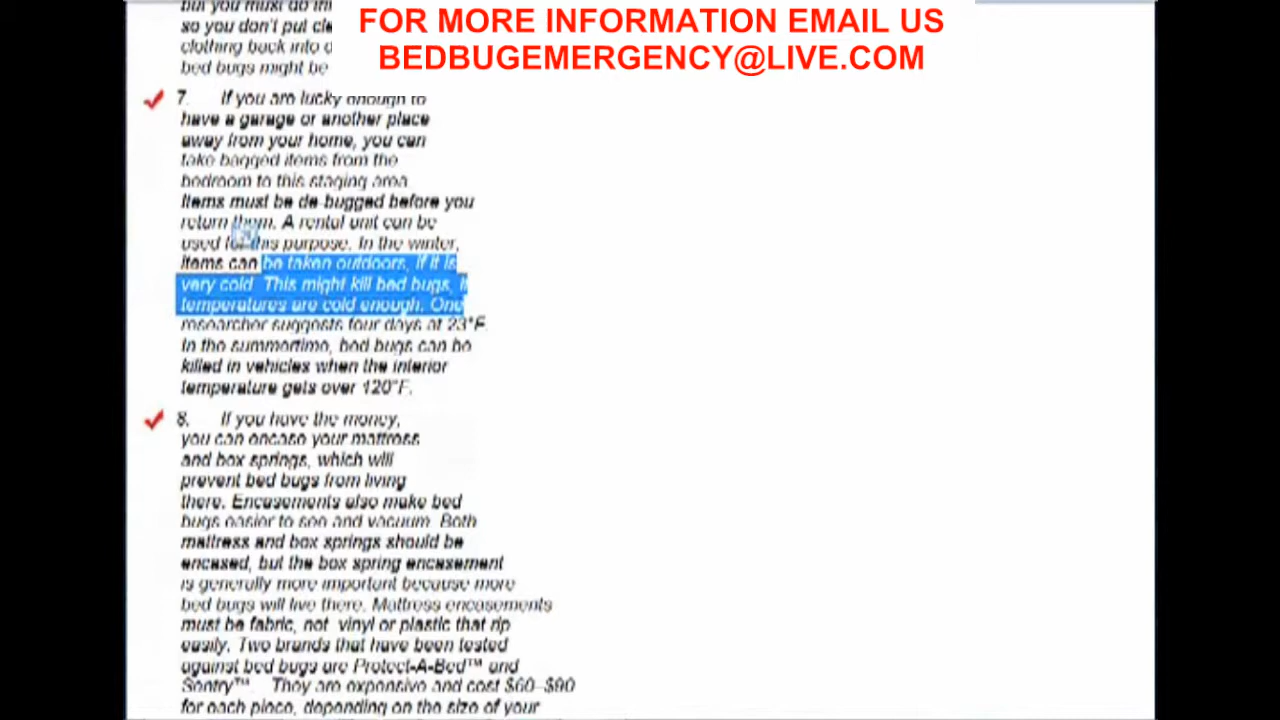 but you must do
so you don't put
clothing back into
bed bugs might be
FOR MORE INFORMATION EMAIL US
BEDBUGEMERGENCY@LIVE.COM
7. If you are lucky enough to
have a garage or another place
away from your home, you can
take bagged items from the
bedroom to this staging area
Items must be de-bugged before you
return them. A rental unit can be
used for this purpose. In the winter,
items can be taken outdoors, if it is
very cold. This might kill bed bugs, if
temperatures are cold enough. One
researcher suggests four days at 23°F.
In the summertime, bed bugs can be
killed in vehicles when the interior
temperature gets over 120°F.
8. If you have the money,
you can encase your mattress
and box springs, which will
prevent bed bugs from living
there. Encasements also make bed
bugs easier to see and vacuum. Both
mattress and box springs should be
encased, but the box spring encasement
is generally more important because more
bed bugs will live there. Mattress encasements
must be fabric, not vinyl or plastic that rip
easily. Two brands that have been tested
against bed bugs are Protect-A-Bed™ and
Sentry™. They are expensive and cost $60–$90
for each piece, depending on the size of your